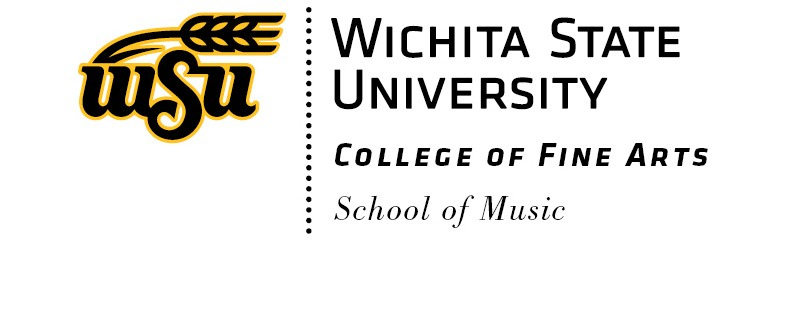 wsu
WICHITA STATE
UNIVERSITY
COLLEGE OF FINE ARTS
School of Music